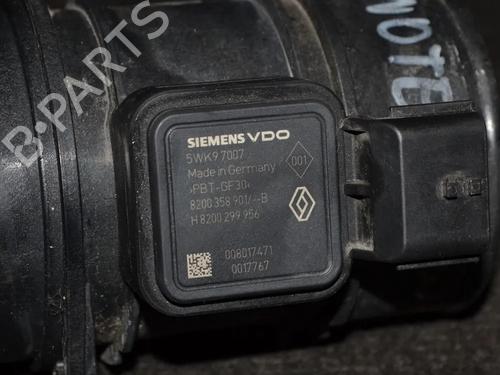 B-PARTS
NOTE
SIEMENS VDO
5WK9 7007
001
Made in Germany
>PBT-GF30<
8200 358 901/--B
H 8200 299 956
008017471
0017767